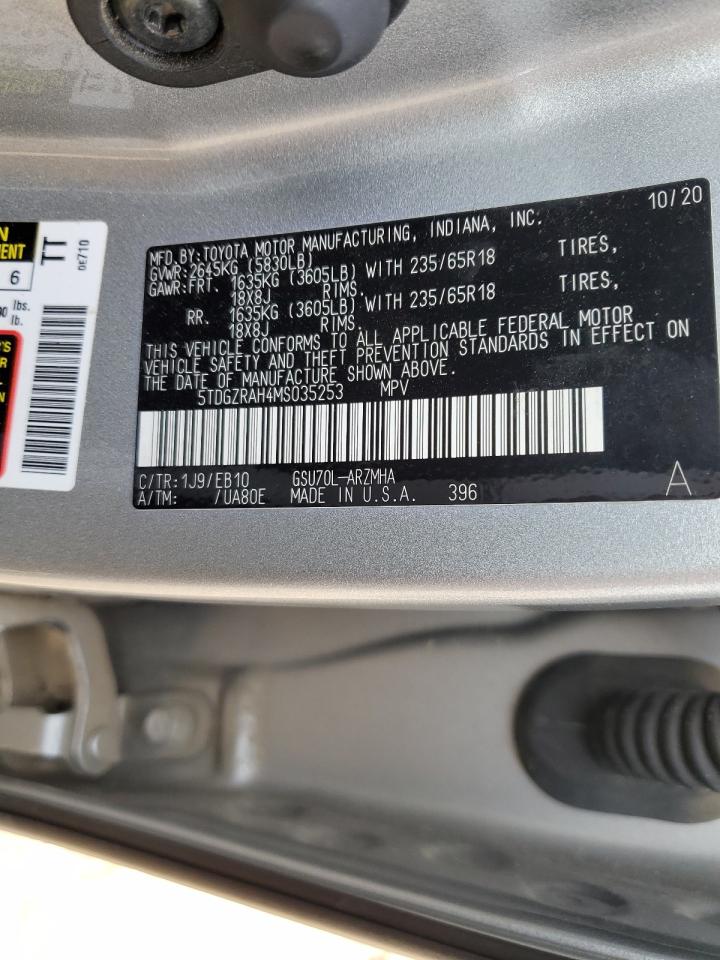 10/20
MFD.BY:TOYOTA MOTOR MANUFACTURING, INDIANA, INC.
GVWR:2645KG (5830LB)
GAWR:FRT. 1635KG (3605LB) WITH 235/65R18 TIRES,
18X8J RIMS.
RR. 1635KG (3605LB) WITH 235/65R18 TIRES,
18X8J RIMS.
THIS VEHICLE CONFORMS TO ALL APPLICABLE FEDERAL MOTOR
VEHICLE SAFETY AND THEFT PREVENTION STANDARDS IN EFFECT ON
THE DATE OF MANUFACTURE SHOWN ABOVE.
5TDGZRAH4MS035253 MPV
C/TR:1J9/EB10 GSU70L-ARZMHA
A/TM: /UA80E MADE IN U.S.A. 396 A
TT
0E710
6
lbs.
lb.